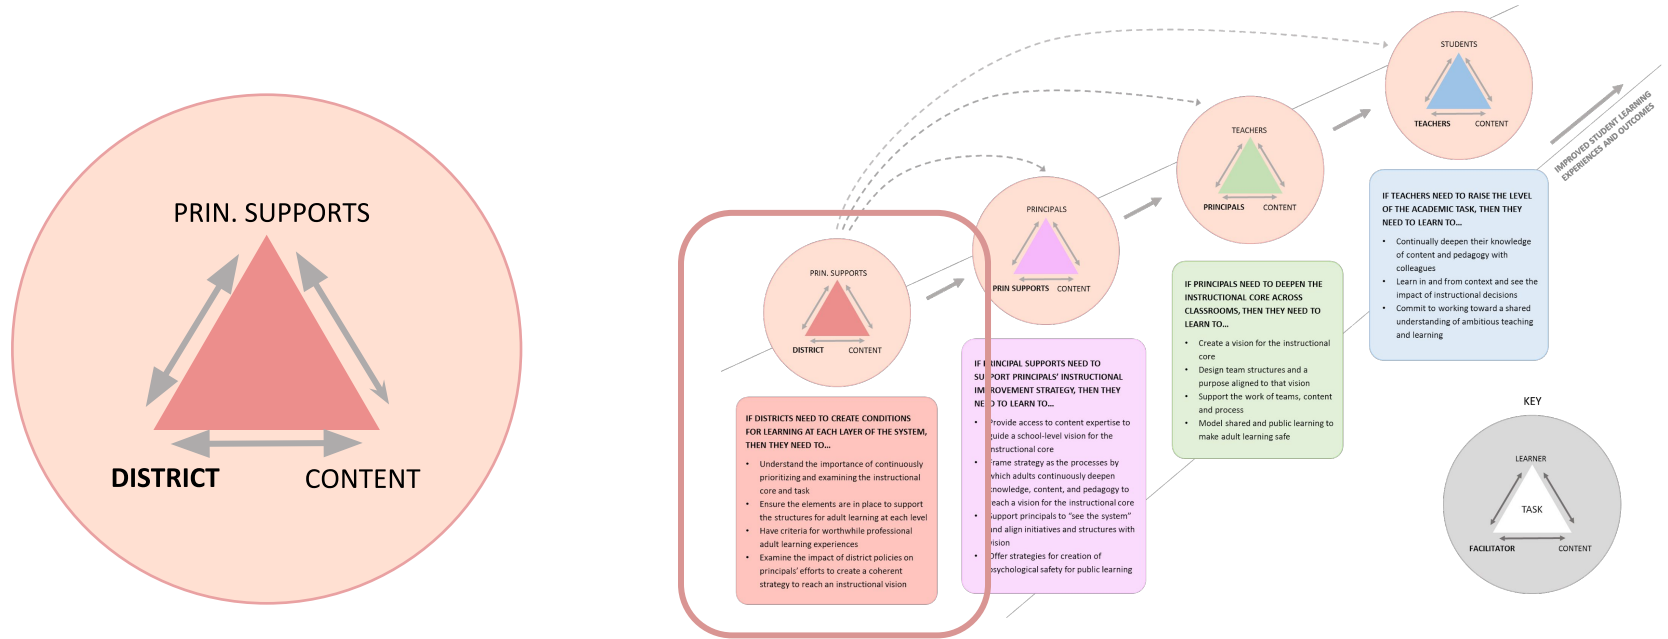 PRIN. SUPPORTS
DISTRICT
CONTENT
STUDENTS
TEACHERS
CONTENT
TEACHERS
PRINCIPALS
CONTENT
PRINCIPALS
PRIN SUPPORTS
CONTENT
PRIN. SUPPORTS
DISTRICT
CONTENT
IMPROVED STUDENT LEARNING
EXPERIENCES AND OUTCOMES
IF DISTRICTS NEED TO CREATE CONDITIONS
FOR LEARNING AT EACH LAYER OF THE SYSTEM,
THEN THEY NEED TO...
• Understand the importance of continuously
prioritizing and examining the instructional
core and task
• Ensure the elements are in place to support
the structures for adult learning at each level
• Have criteria for worthwhile professional
adult learning experiences
• Examine the impact of district policies on
principals' efforts to create a coherent
strategy to reach an instructional vision
IF PRINCIPAL SUPPORTS NEED TO
SUPPORT PRINCIPALS' INSTRUCTIONAL
IMPROVEMENT STRATEGY, THEN THEY
NEED TO LEARN TO...
• Provide access to content expertise to
guide a school-level vision for the
instructional core
• Frame strategy as the processes by
which adults continuously deepen
knowledge, content, and pedagogy to
reach a vision for the instructional core
• Support principals to "see the system"
and align initiatives and structures with
vision
• Offer strategies for creation of
psychological safety for public learning
IF PRINCIPALS NEED TO DEEPEN THE
INSTRUCTIONAL CORE ACROSS
CLASSROOMS, THEN THEY NEED TO
LEARN TO...
• Create a vision for the instructional
core
• Design team structures and a
purpose aligned to that vision
• Support the work of teams, content
and process
• Model shared and public learning to
make adult learning safe
IF TEACHERS NEED TO RAISE THE LEVEL
OF THE ACADEMIC TASK, THEN THEY
NEED TO LEARN TO...
• Continually deepen their knowledge
of content and pedagogy with
colleagues
• Learn in and from context and see the
impact of instructional decisions
• Commit to working toward a shared
understanding of ambitious teaching
and learning
KEY
LEARNER
TASK
FACILITATOR
CONTENT